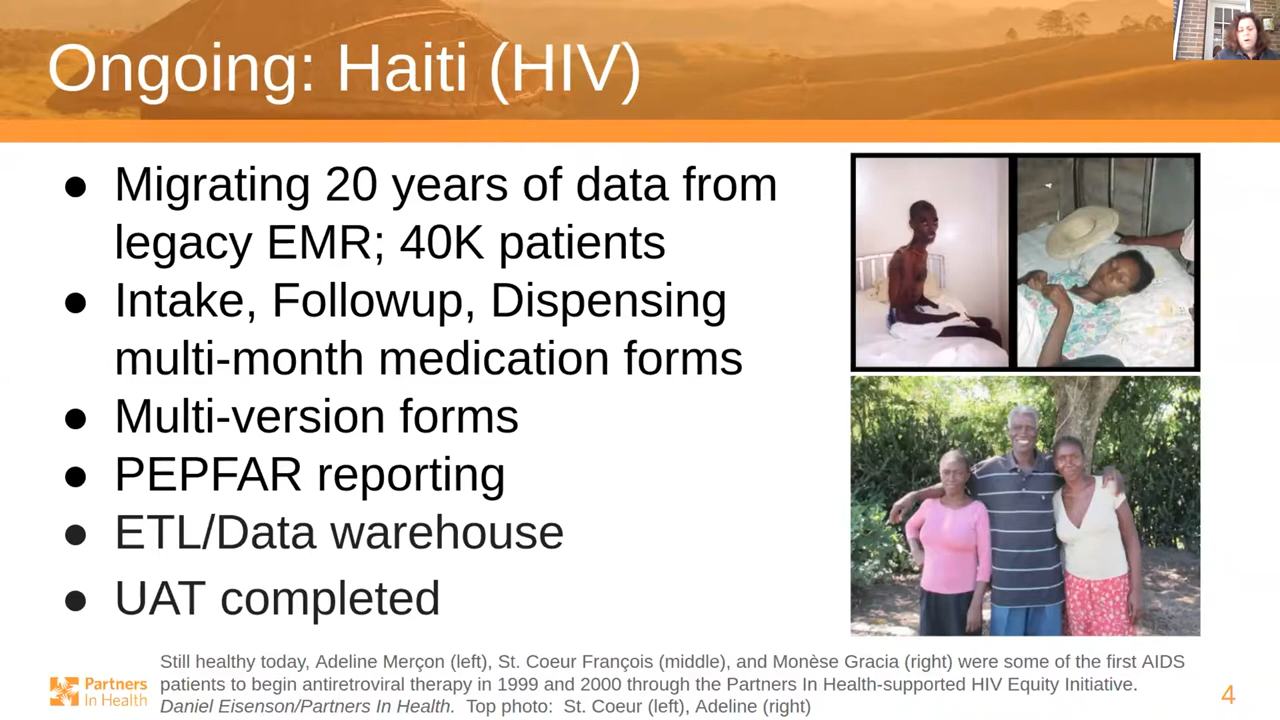 Ongoing: Haiti (HIV)
● Migrating 20 years of data from
legacy EMR; 40K patients
● Intake, Followup, Dispensing
multi-month medication forms
● Multi-version forms
● PEPFAR reporting
● ETL/Data warehouse
● UAT completed
Still healthy today, Adeline Merçon (left), St. Coeur François (middle), and Monèse Gracia (right) were some of the first AIDS
patients to begin antiretroviral therapy in 1999 and 2000 through the Partners In Health-supported HIV Equity Initiative.
Daniel Eisenson/Partners In Health. Top photo: St. Coeur (left), Adeline (right)
Partners
In Health
4